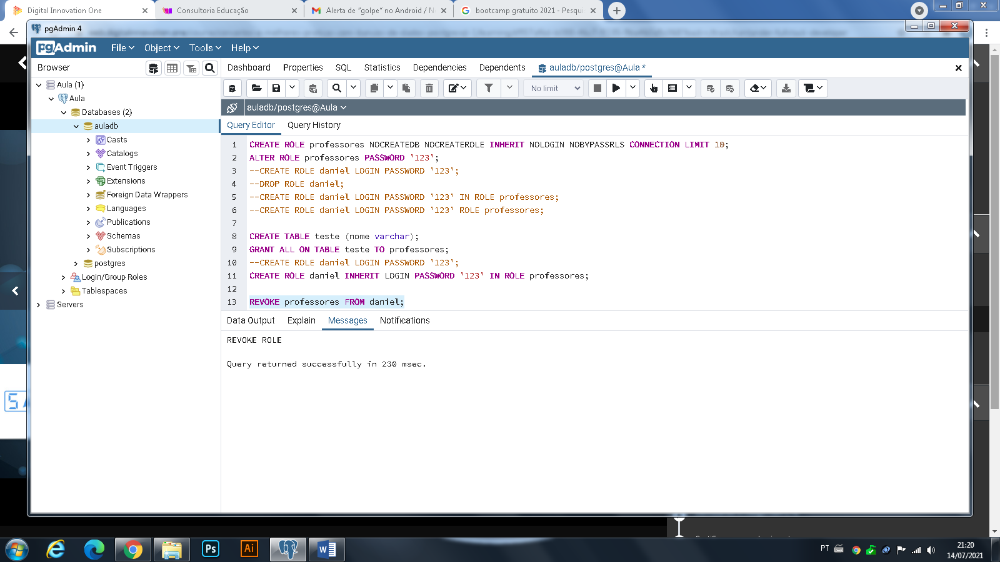 Digital Innovation One
Consultoria Educação
Alerta de "golpe" no Android / N
bootcamp gratuito 2021 - Pesqui
pgAdmin 4
pgAdmin File Object Tools Help
Browser
Dashboard Properties SQL Statistics Dependencies Dependents auladb/postgres@Aula *
No limit
auladb/postgres@Aula
Query Editor Query History
Aula (1)
Aula
Databases (2)
auladb
Casts
Catalogs
Event Triggers
Extensions
Foreign Data Wrappers
Languages
Publications
Schemas
Subscriptions
postgres
Login/Group Roles
Tablespaces
Servers
1 CREATE ROLE professores NOCREATEDB NOCREATEROLE INHERIT NOLOGIN NOBYPASSRLS CONNECTION LIMIT 10;
2 ALTER ROLE professores PASSWORD '123';
3 --CREATE ROLE daniel LOGIN PASSWORD '123';
4 --DROP ROLE daniel;
5 --CREATE ROLE daniel LOGIN PASSWORD '123' IN ROLE professores;
6 --CREATE ROLE daniel LOGIN PASSWORD '123' ROLE professores;
7
8 CREATE TABLE teste (nome varchar);
9 GRANT ALL ON TABLE teste TO professores;
10 --CREATE ROLE daniel LOGIN PASSWORD '123';
11 CREATE ROLE daniel INHERIT LOGIN PASSWORD '123' IN ROLE professores;
12
13 REVOKE professores FROM daniel;
Data Output Explain Messages Notifications
REVOKE ROLE
Query returned successfully in 230 msec.
Ps
Ai
PT
21:20
14/07/2021